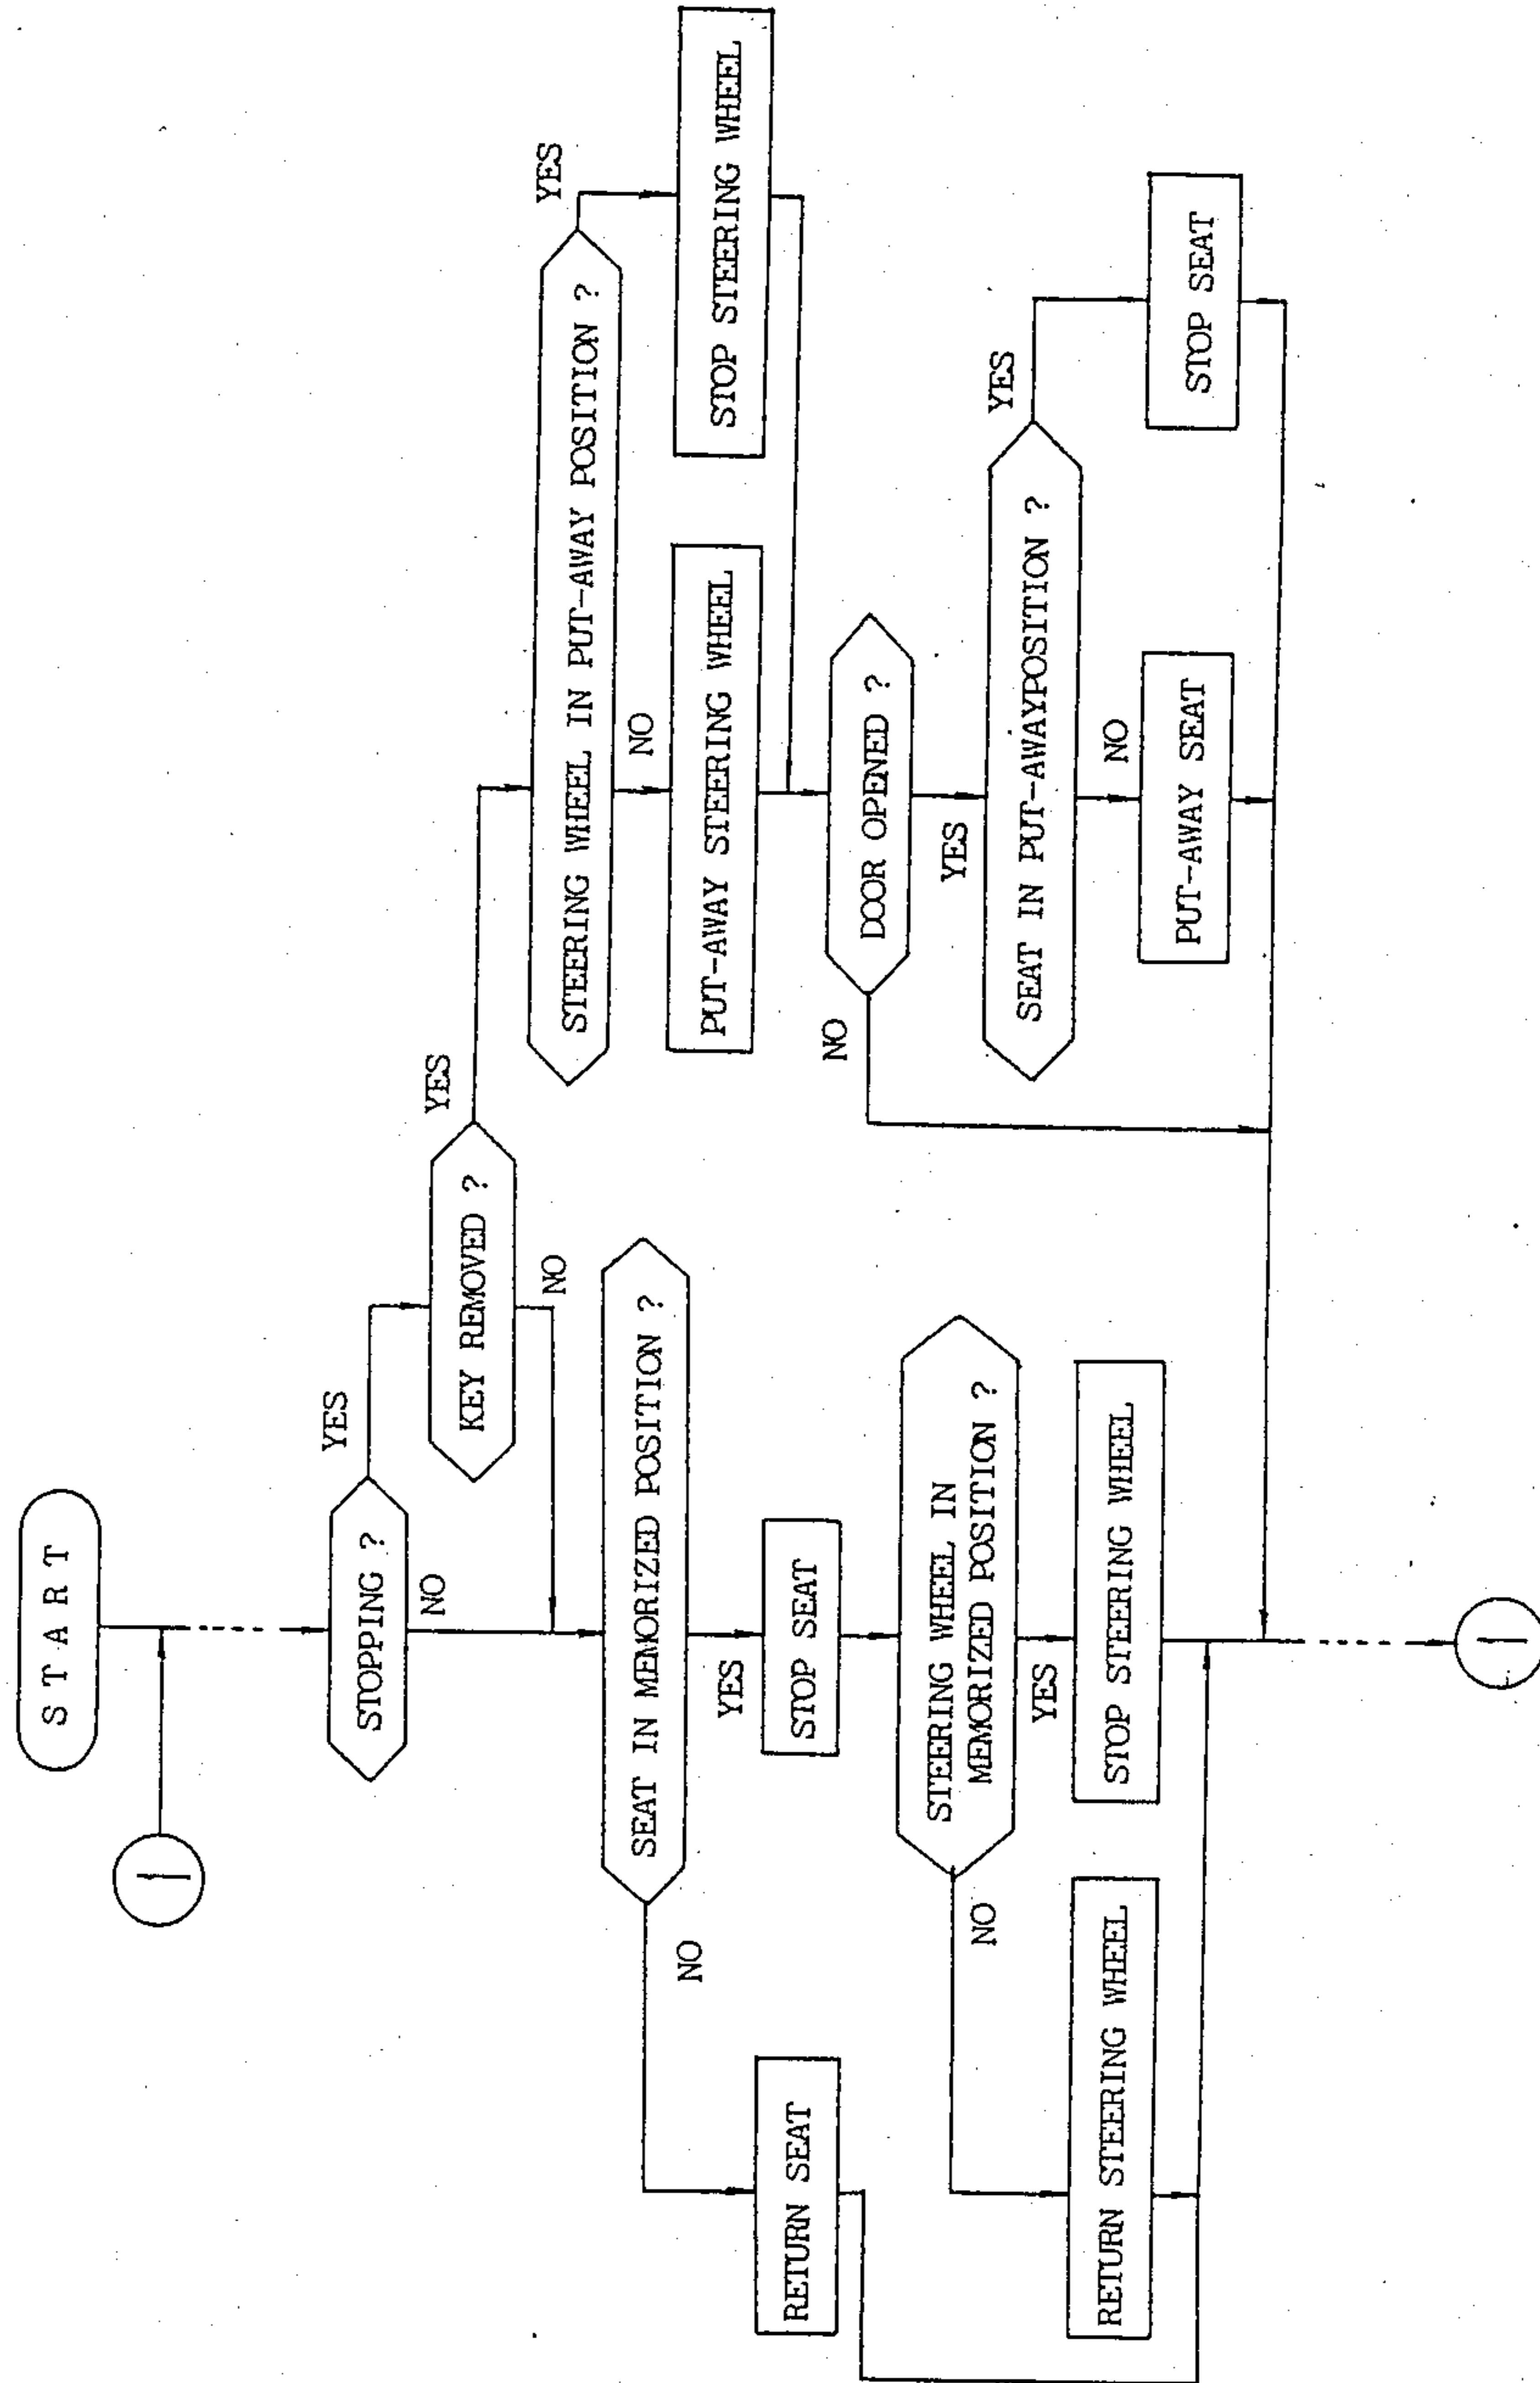 S T A R T
1
STOPPING ?
YES
NO
KEY REMOVED ?
YES
NO
SEAT IN MEMORIZED POSITION ?
NO
YES
RETURN SEAT
STOP SEAT
STEERING WHEEL IN
MEMORIZED POSITION ?
NO
YES
RETURN STEERING WHEEL
STOP STEERING WHEEL
STEERING WHEEL IN PUT-AWAY POSITION ?
YES
NO
PUT-AWAY STEERING WHEEL
STOP STEERING WHEEL
DOOR OPENED ?
NO
YES
SEAT IN PUT-AWAYPOSITION ?
YES
NO
PUT-AWAY SEAT
STOP SEAT
1